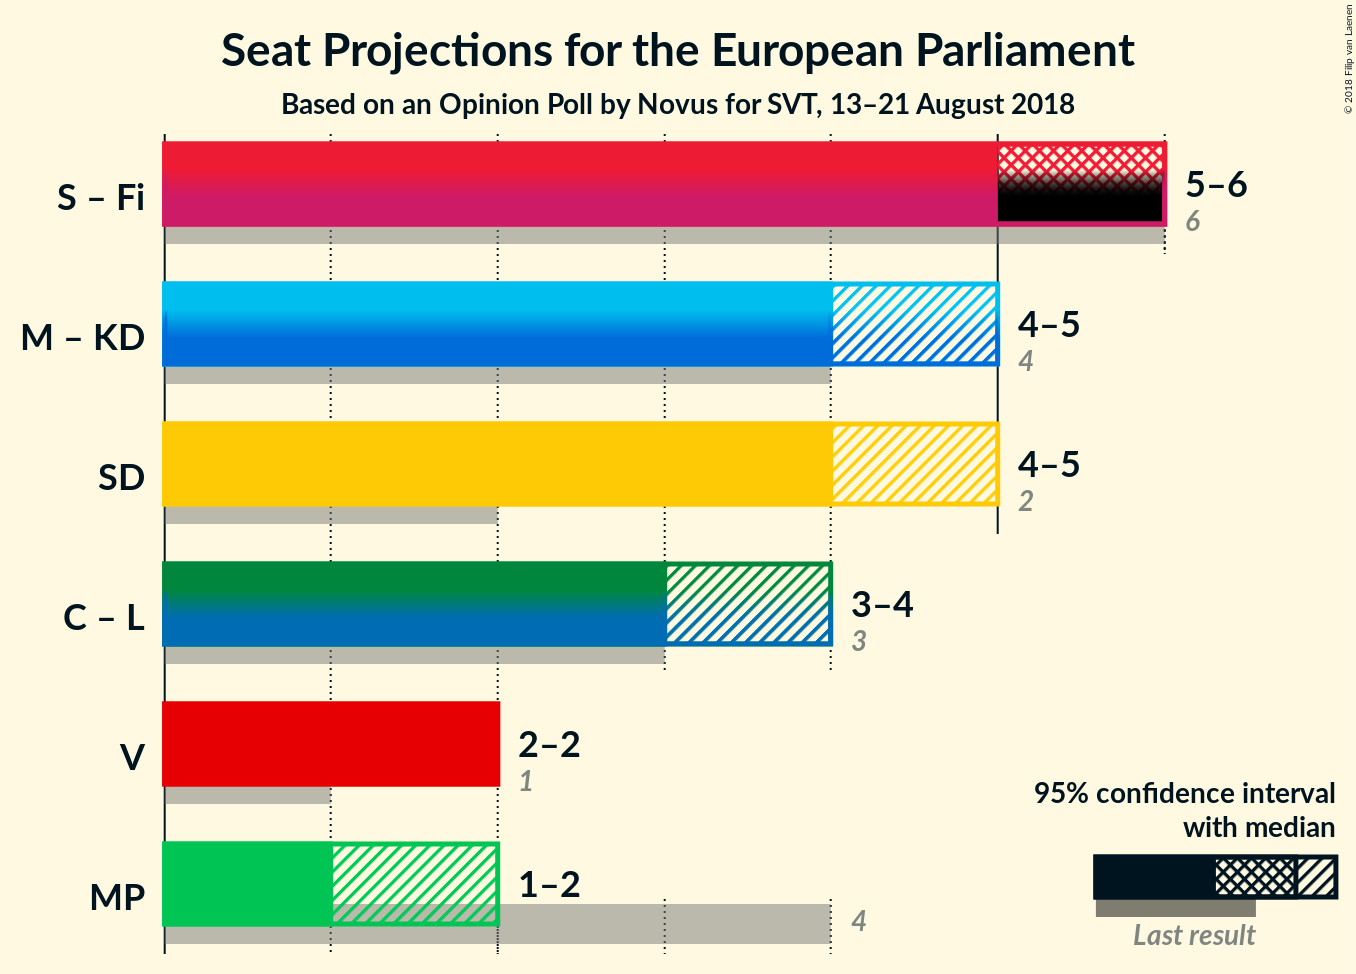 Seat Projections for the European Parliament
Based on an Opinion Poll by Novus for SVT, 13–21 August 2018
© 2018 Filip van Laenen
S – Fi
5–6
6
M – KD
4–5
4
SD
4–5
2
C – L
3–4
3
V
2–2
1
MP
1–2
4
95% confidence interval
with median
Last result